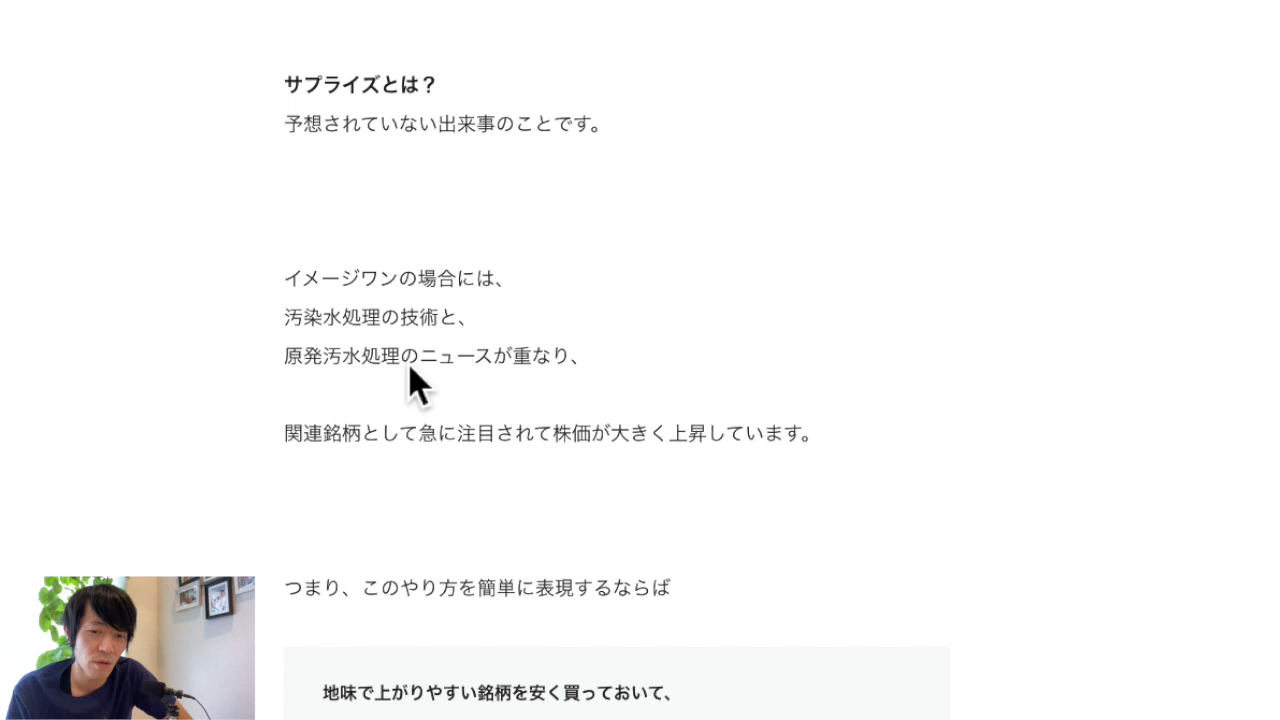 サプライズとは？
予想されていない出来事のことです。
イメージワンの場合には、
汚染水処理の技術と、
原発汚水処理のニュースが重なり、
関連銘柄として急に注目されて株価が大きく上昇しています。
つまり、このやり方を簡単に表現するならば
地味で上がりやすい銘柄を安く買っておいて、